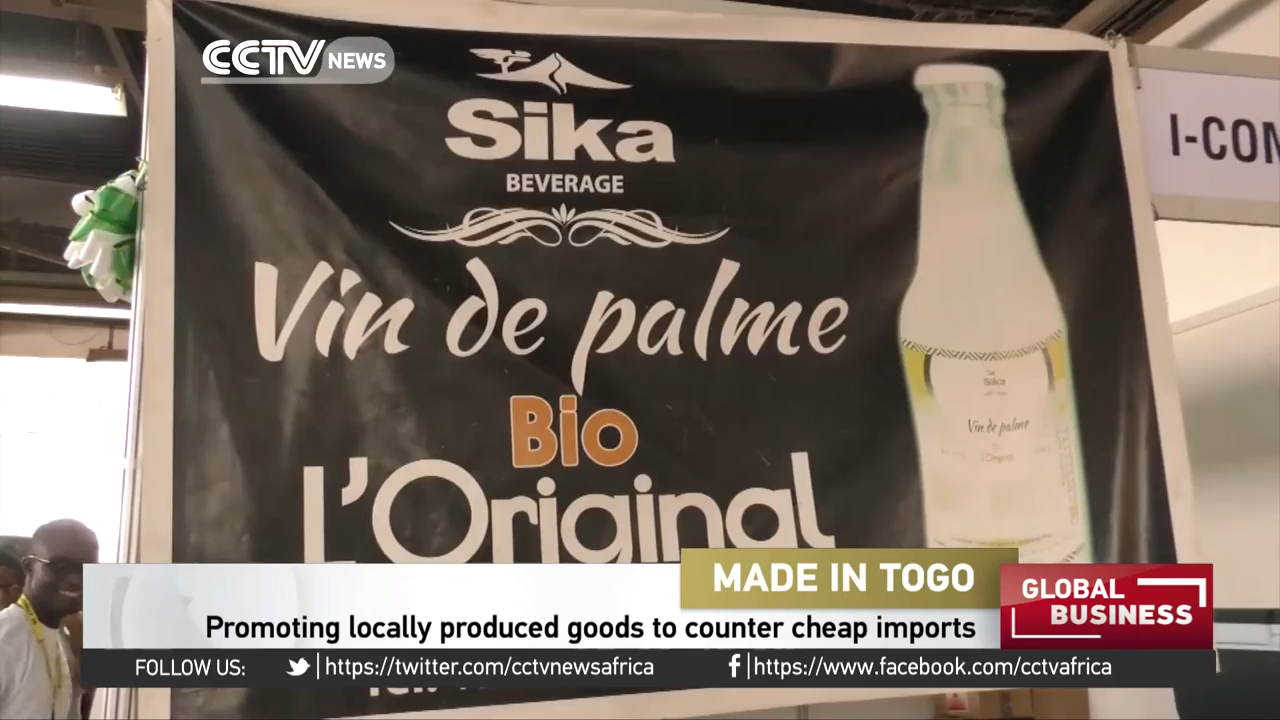 CCTV NEWS
Sika
BEVERAGE
Vin de palme
Bio
L'Original
Sika
Vin de palme
I-CON
MADE IN TOGO
Promoting locally produced goods to counter cheap imports
GLOBAL
BUSINESS
FOLLOW US:
https://twitter.com/cctvnewsafrica
https://www.facebook.com/cctvafrica